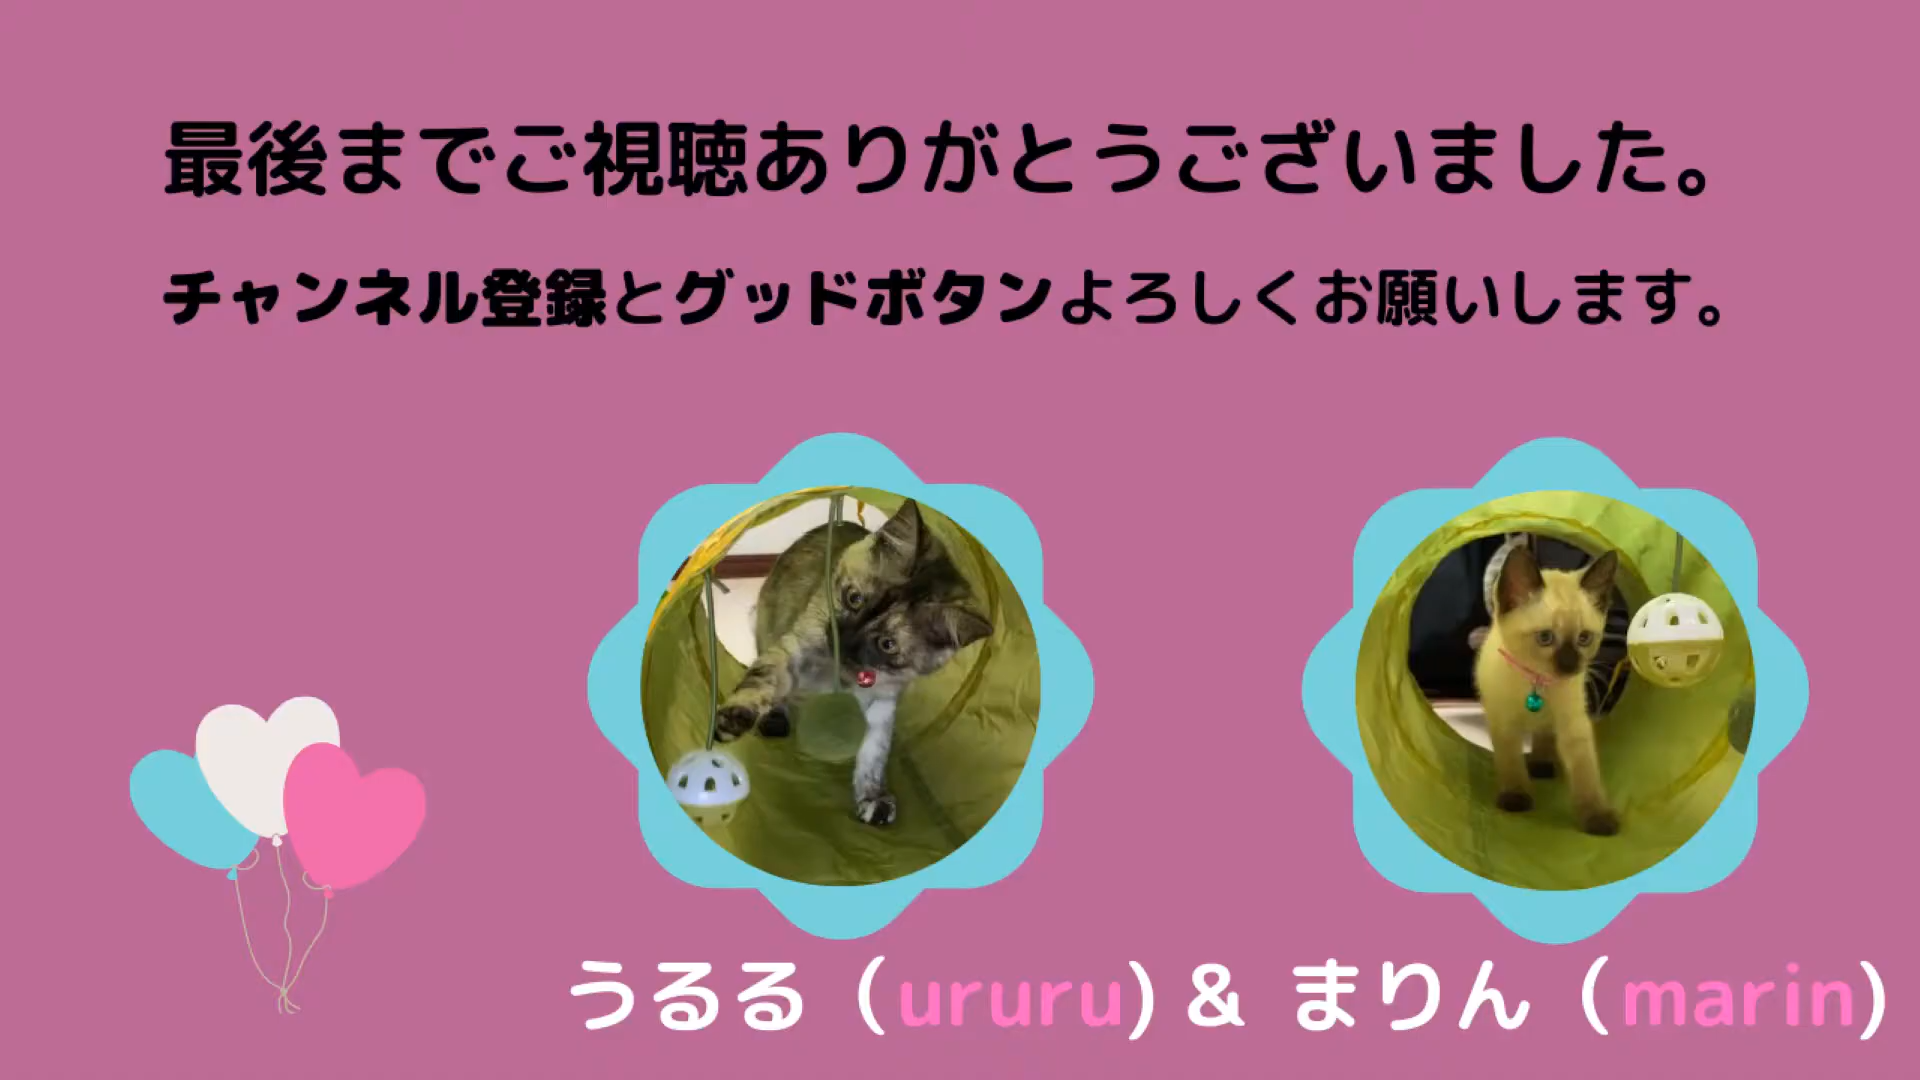 最後までご視聴ありがとうございました。
チャンネル登録とグッドボタンよろしくお願いします。
うるる（ururu)& まりん（marin)